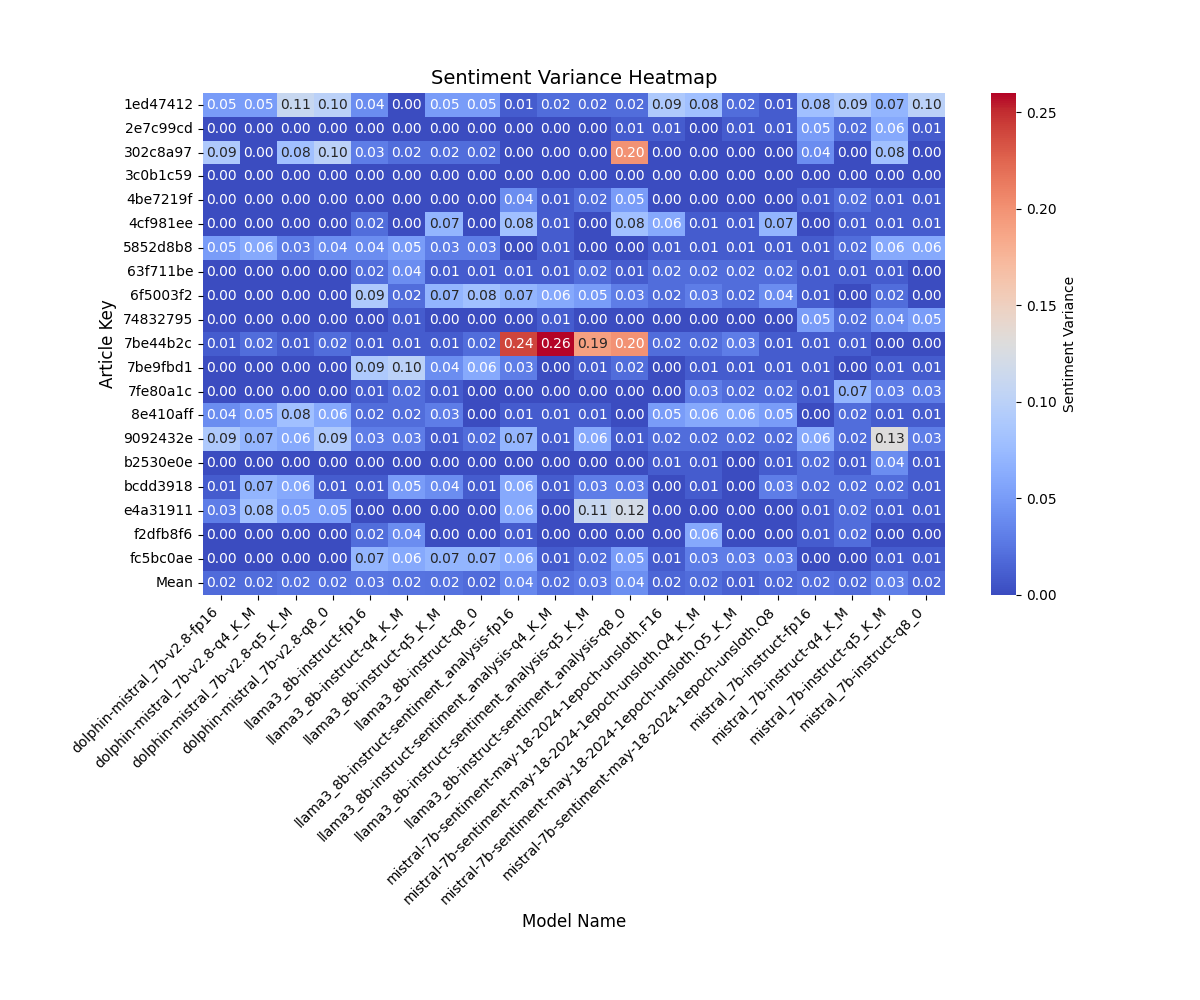 Sentiment Variance Heatmap
1ed47412 0.05 0.05 0.11 0.10 0.04 0.00 0.05 0.05 0.01 0.02 0.02 0.02 0.09 0.08 0.02 0.01 0.08 0.09 0.07 0.10
2e7c99cd 0.00 0.00 0.00 0.00 0.00 0.00 0.00 0.00 0.00 0.00 0.00 0.01 0.01 0.00 0.01 0.01 0.05 0.02 0.06 0.01
302c8a97 0.09 0.00 0.08 0.10 0.03 0.02 0.02 0.02 0.00 0.00 0.00 0.20 0.00 0.00 0.00 0.00 0.04 0.00 0.08 0.00
3c0b1c59 0.00 0.00 0.00 0.00 0.00 0.00 0.00 0.00 0.00 0.00 0.00 0.00 0.00 0.00 0.00 0.00 0.00 0.00 0.00 0.00
4be7219f 0.00 0.00 0.00 0.00 0.00 0.00 0.00 0.00 0.04 0.01 0.02 0.05 0.00 0.00 0.00 0.00 0.01 0.02 0.01 0.01
4cf981ee 0.00 0.00 0.00 0.00 0.02 0.00 0.07 0.00 0.08 0.01 0.00 0.08 0.06 0.01 0.01 0.07 0.00 0.01 0.01 0.01
5852d8b8 0.05 0.06 0.03 0.04 0.04 0.05 0.03 0.03 0.00 0.01 0.00 0.00 0.01 0.01 0.01 0.01 0.01 0.02 0.06 0.06
63f711be 0.00 0.00 0.00 0.00 0.02 0.04 0.01 0.01 0.01 0.01 0.02 0.01 0.02 0.02 0.02 0.02 0.01 0.01 0.01 0.00
6f5003f2 0.00 0.00 0.00 0.00 0.09 0.02 0.07 0.08 0.07 0.06 0.05 0.03 0.02 0.03 0.02 0.04 0.01 0.00 0.02 0.00
74832795 0.00 0.00 0.00 0.00 0.00 0.01 0.00 0.00 0.00 0.01 0.00 0.00 0.00 0.00 0.00 0.00 0.05 0.02 0.04 0.05
7be44b2c 0.01 0.02 0.01 0.02 0.01 0.01 0.01 0.02 0.24 0.26 0.19 0.20 0.02 0.02 0.03 0.01 0.01 0.00 0.01 0.01
7be9fbd1 0.00 0.00 0.00 0.00 0.09 0.10 0.04 0.06 0.03 0.00 0.01 0.02 0.00 0.01 0.01 0.01 0.01 0.00 0.01 0.01
7fe80a1c 0.00 0.00 0.00 0.00 0.01 0.02 0.01 0.00 0.00 0.00 0.00 0.00 0.00 0.03 0.02 0.02 0.01 0.07 0.03 0.03
8e410aff 0.04 0.05 0.08 0.06 0.02 0.02 0.03 0.00 0.01 0.01 0.01 0.00 0.05 0.06 0.06 0.05 0.00 0.02 0.01 0.01
9092432e 0.09 0.07 0.06 0.09 0.03 0.03 0.01 0.02 0.07 0.01 0.06 0.01 0.02 0.02 0.02 0.02 0.06 0.02 0.13 0.03
b2530e0e 0.00 0.00 0.00 0.00 0.00 0.00 0.00 0.00 0.00 0.00 0.00 0.00 0.01 0.01 0.00 0.01 0.02 0.01 0.04 0.01
bcdd3918 0.01 0.07 0.06 0.01 0.01 0.05 0.04 0.01 0.06 0.01 0.03 0.03 0.00 0.01 0.00 0.03 0.02 0.02 0.02 0.01
e4a31911 0.03 0.08 0.05 0.05 0.00 0.00 0.00 0.00 0.06 0.00 0.11 0.12 0.00 0.00 0.00 0.00 0.01 0.02 0.01 0.01
f2dfb8f6 0.00 0.00 0.00 0.00 0.02 0.04 0.00 0.00 0.01 0.00 0.00 0.00 0.00 0.06 0.00 0.00 0.01 0.02 0.00 0.00
fc5bc0ae 0.00 0.00 0.00 0.00 0.07 0.06 0.07 0.07 0.06 0.01 0.02 0.05 0.01 0.03 0.03 0.03 0.00 0.00 0.01 0.01
Mean 0.02 0.02 0.02 0.02 0.03 0.02 0.02 0.02 0.04 0.02 0.03 0.04 0.02 0.02 0.01 0.02 0.02 0.02 0.03 0.02
Article Key
dolphin-mistral_7b-v2.8-fp16
dolphin-mistral_7b-v2.8-q4_K_M
dolphin-mistral_7b-v2.8-q5_K_M
dolphin-mistral_7b-v2.8-q8_0
llama3_8b-instruct-fp16
llama3_8b-instruct-q4_K_M
llama3_8b-instruct-q5_K_M
llama3_8b-instruct-q8_0
llama3_8b-instruct-sentiment_analysis-fp16
llama3_8b-instruct-sentiment_analysis-q4_K_M
llama3_8b-instruct-sentiment_analysis-q5_K_M
llama3_8b-instruct-sentiment_analysis-q8_0
mistral-7b-sentiment-may-18-2024-1epoch-unsloth.F16
mistral-7b-sentiment-may-18-2024-1epoch-unsloth.Q4_K_M
mistral-7b-sentiment-may-18-2024-1epoch-unsloth.Q5_K_M
mistral-7b-sentiment-may-18-2024-1epoch-unsloth.Q8
mistral_7b-instruct-fp16
mistral_7b-instruct-q4_K_M
mistral_7b-instruct-q5_K_M
mistral_7b-instruct-q8_0
Model Name
0.25
0.20
0.15
0.10
0.05
0.00
Sentiment Variance